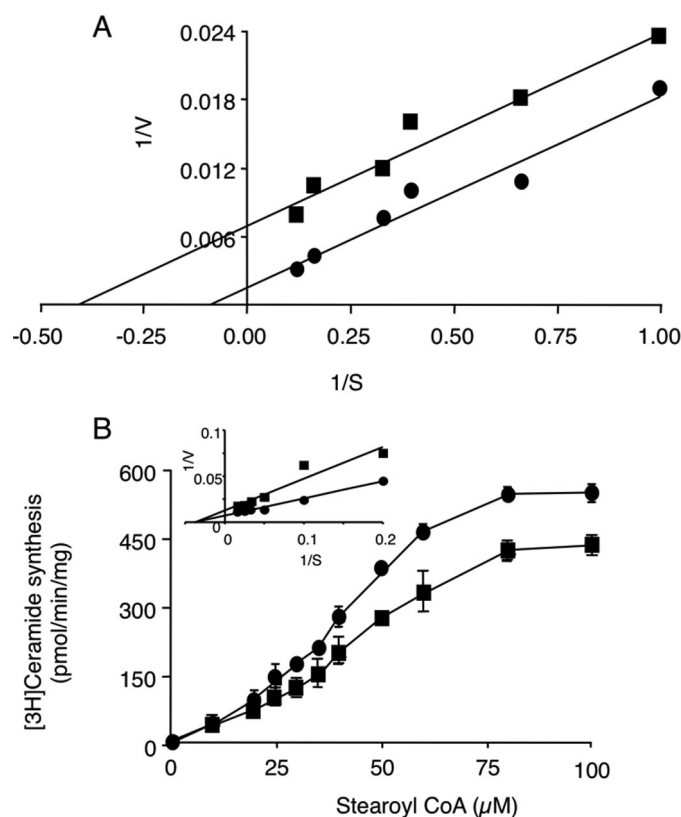 A
0.024
0.018
0.012
0.006
1/V
-0.50 -0.25 0.00 0.25 0.50 0.75 1.00
1/S
B
[3H]Ceramide synthesis
(pmol/min/mg)
600
450
300
150
0
1/V
0.1
0.05
0
0 0.1 0.2
1/S
0 25 50 75 100
Stearoyl CoA (µM)